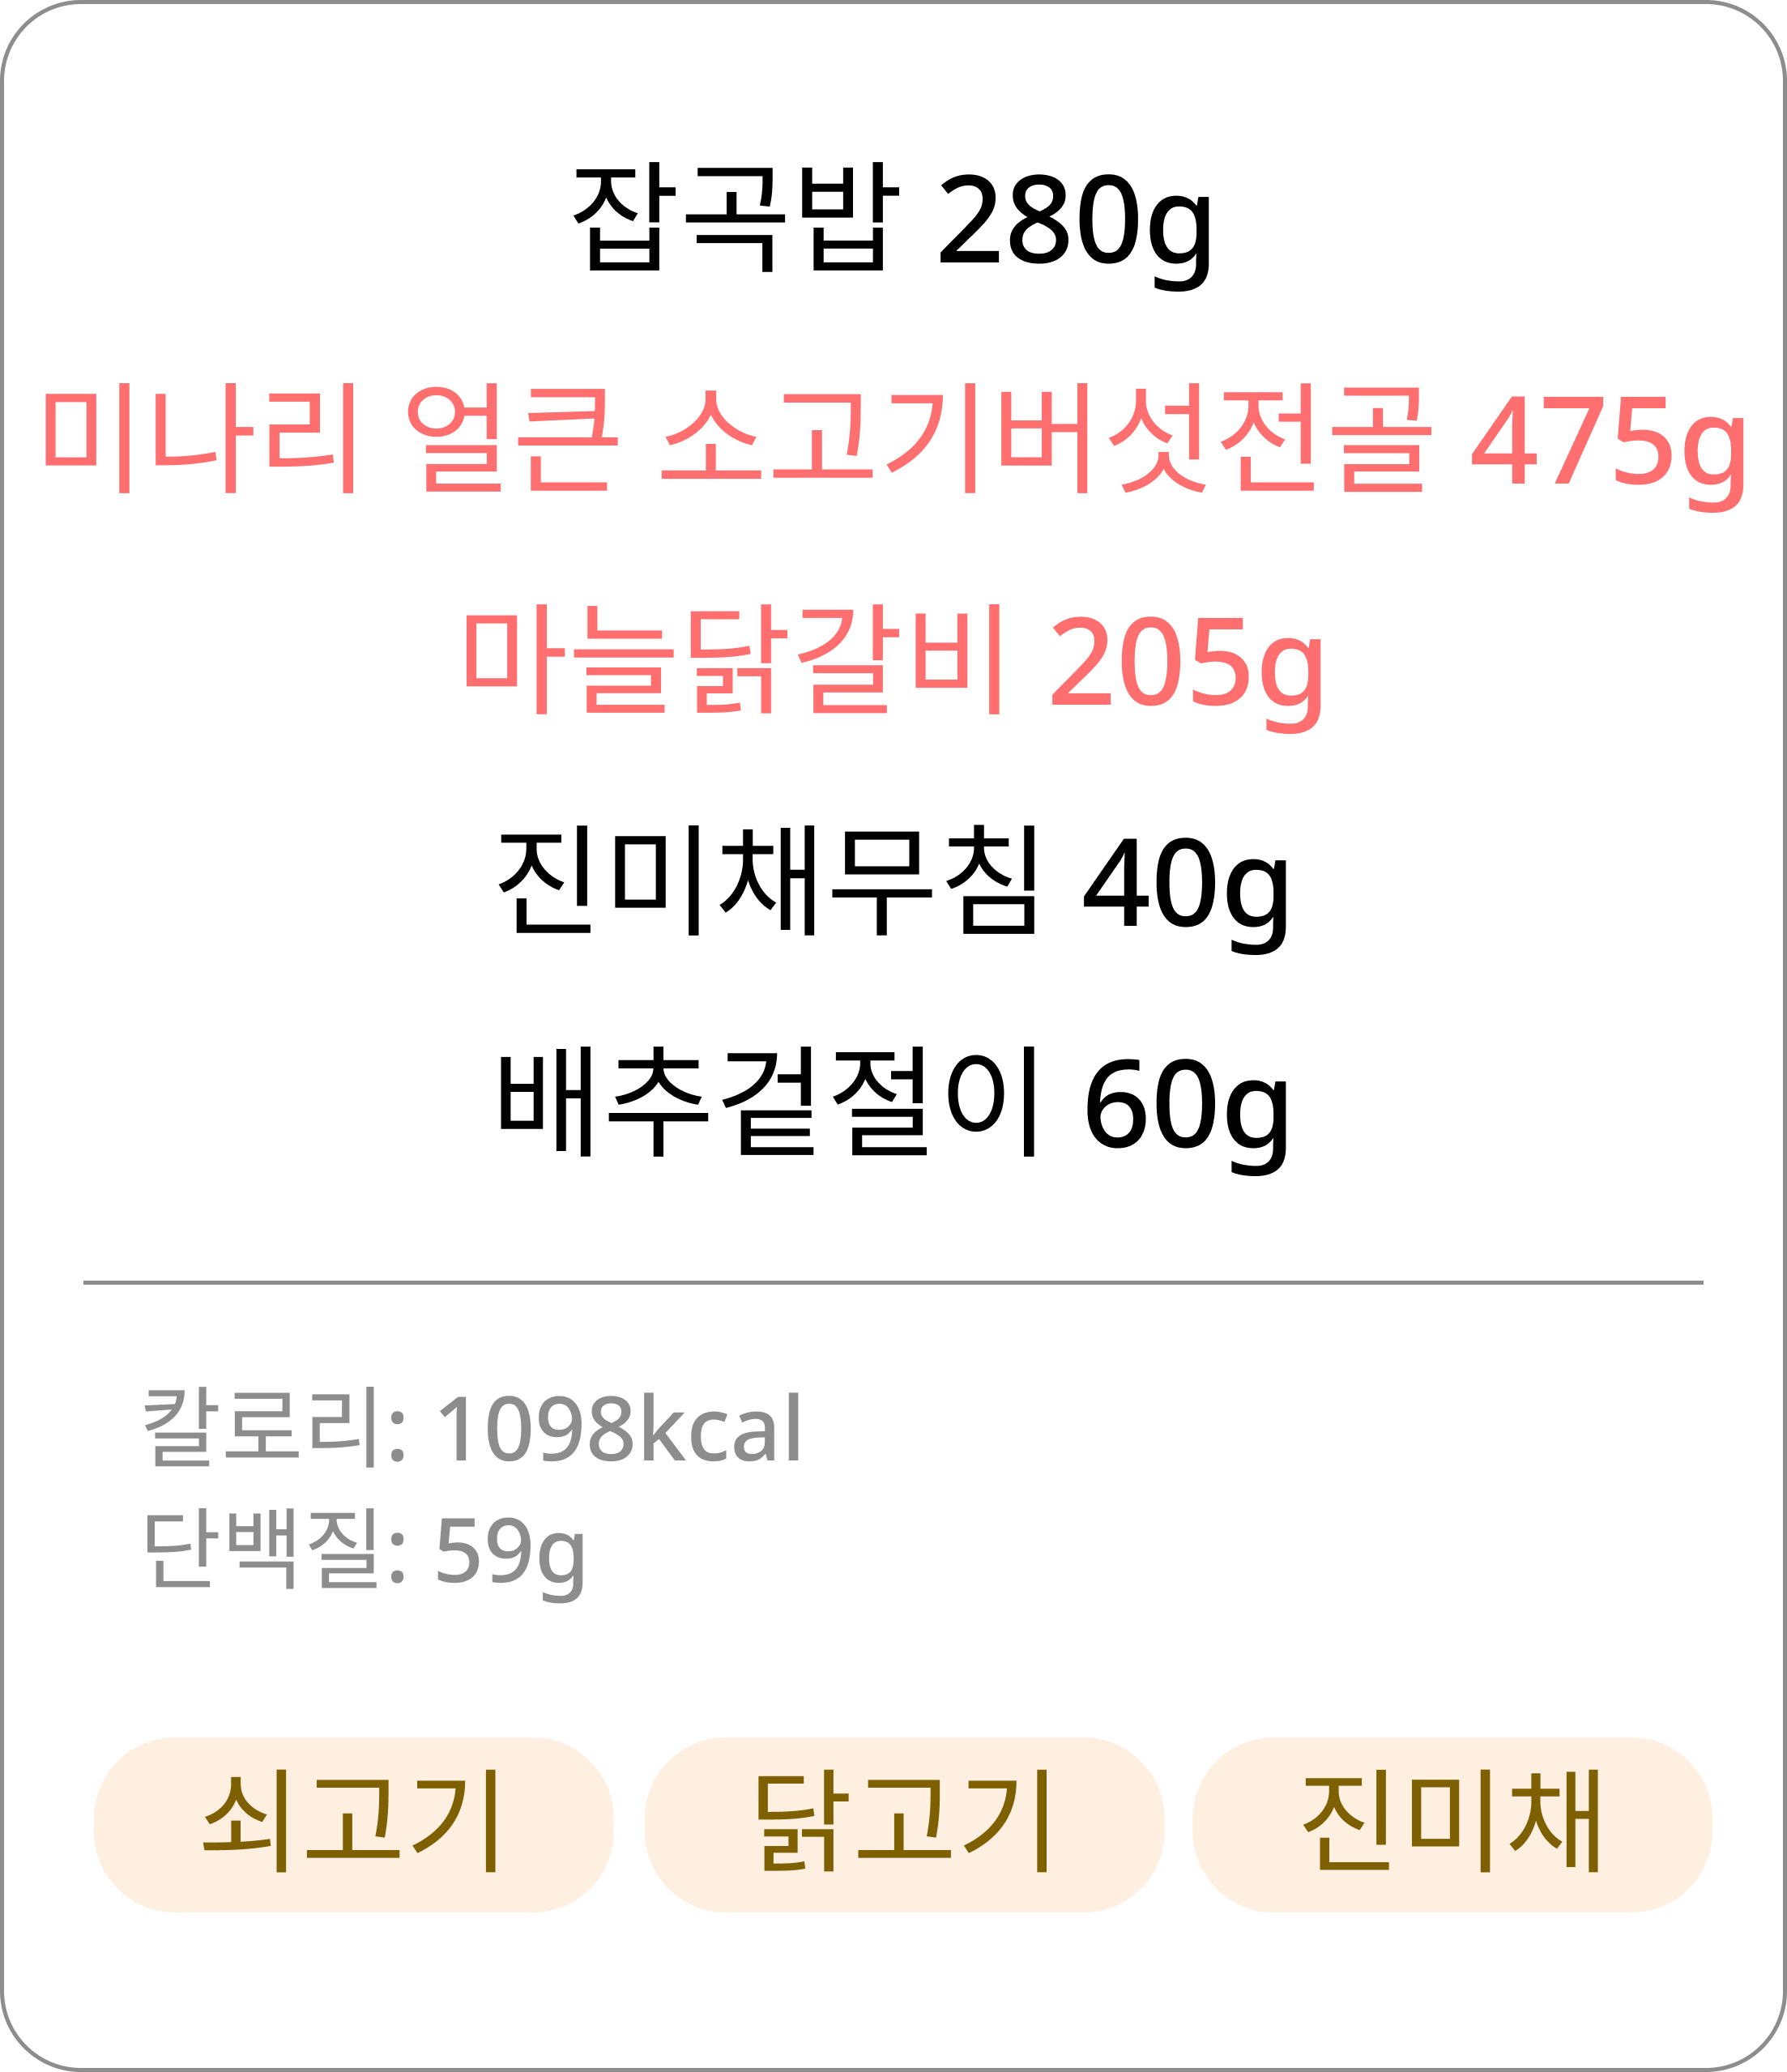 잡곡밥 280g
미나리 얼큰 소고기버섯전골 475g
마늘닭갈비 205g
진미채무침 40g
배추겉절이 60g
칼로리: 1098kcal
단백질: 59g
쇠고기 닭고기 진미채